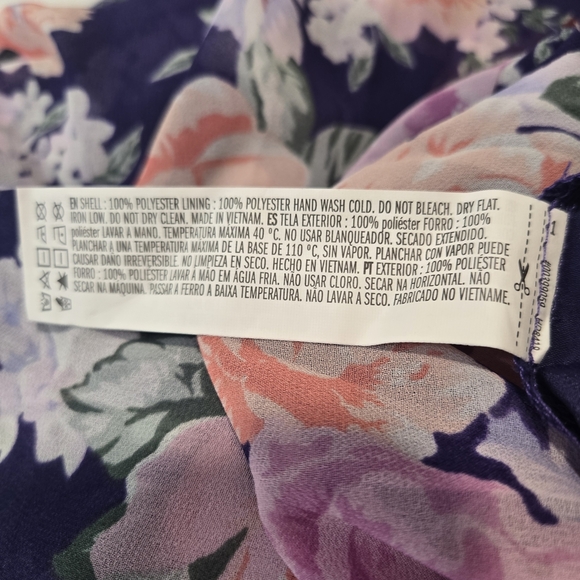 EN SHELL : 100% POLYESTER LINING : 100% POLYESTER HAND WASH COLD. DO NOT BLEACH. DRY FLAT.
IRON LOW. DO NOT DRY CLEAN. MADE IN VIETNAM. ES TELA EXTERIOR : 100% poliéster FORRO : 100%
poliéster LAVAR A MANO. TEMPERATURA MÁXIMA 40 °C. NO USAR BLANQUEADOR. SECADO EXTENDIDO.
PLANCHAR A UNA TEMPERATURA MÁXIMA DE LA BASE DE 110 °C, SIN VAPOR. PLANCHAR CON VAPOR PUEDE
CAUSAR DAÑO IRREVERSIBLE. NO LIMPIEZA EN SECO. HECHO EN VIETNAM. PT EXTERIOR : 100% POLIÉSTER
FORRO : 100% POLIÉSTER LAVAR A MÃO EM ÁGUA FRIA. NÃO USAR CLORO. SECAR NA HORIZONTAL. NÃO
SECAR NA MAQUINA. PASSAR A FERRO A BAIXA TEMPERATURA. NÃO LAVAR A SECO. FABRICADO NO VIETNAME.
1